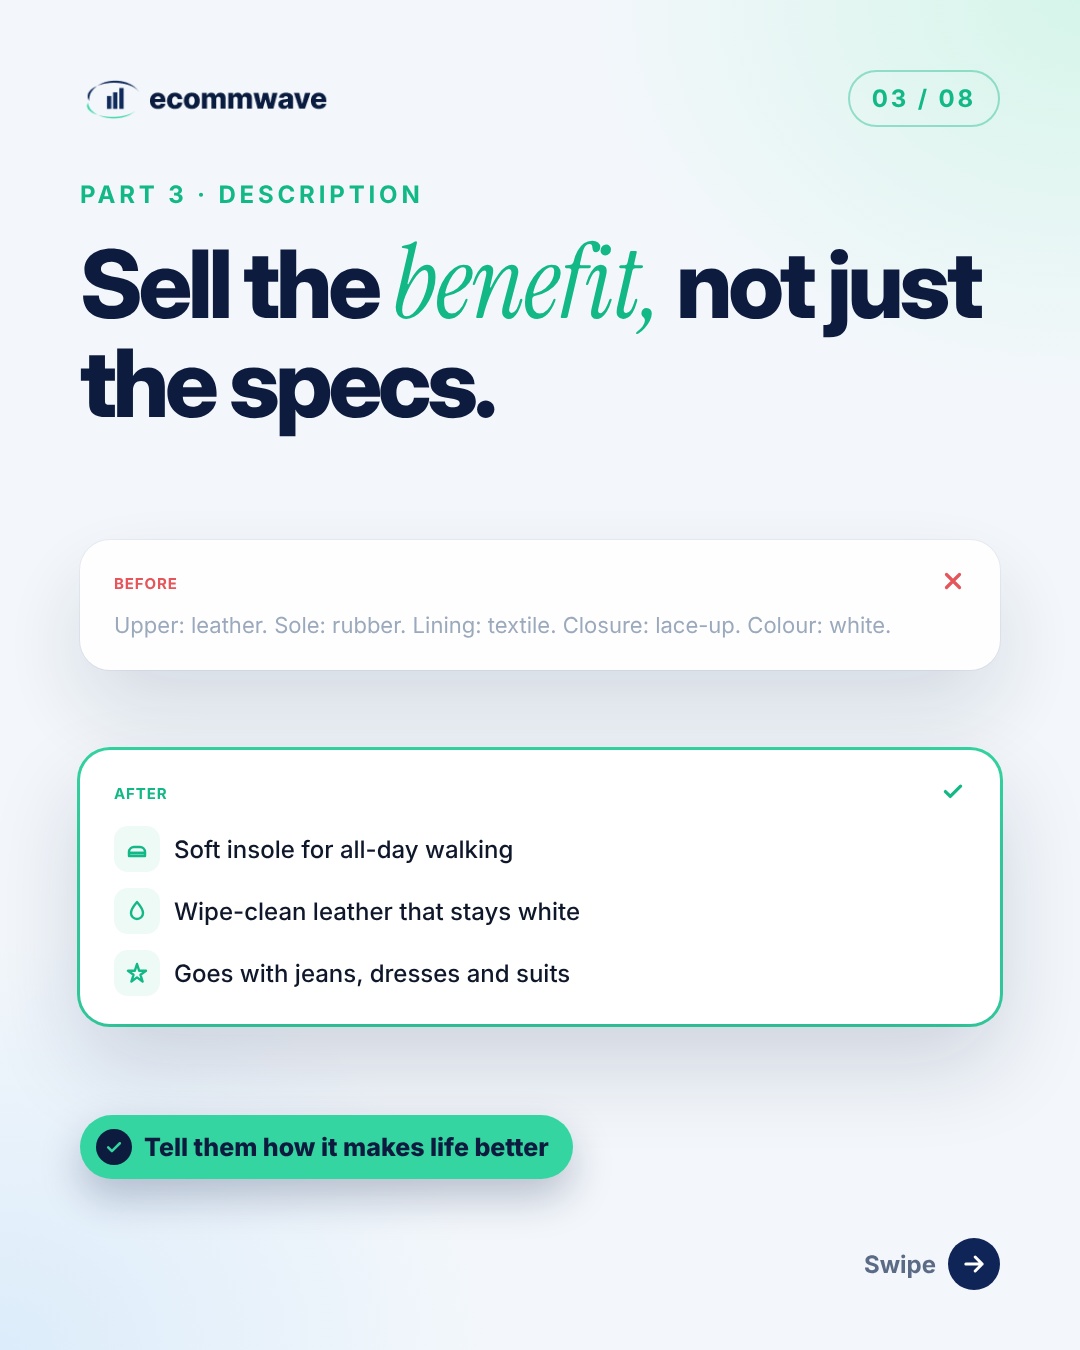 ecommwave
03 / 08
PART 3 · DESCRIPTION
Sell the benefit, not just
the specs.
BEFORE
Upper: leather. Sole: rubber. Lining: textile. Closure: lace-up. Colour: white.
AFTER
Soft insole for all-day walking
Wipe-clean leather that stays white
Goes with jeans, dresses and suits
Tell them how it makes life better
Swipe